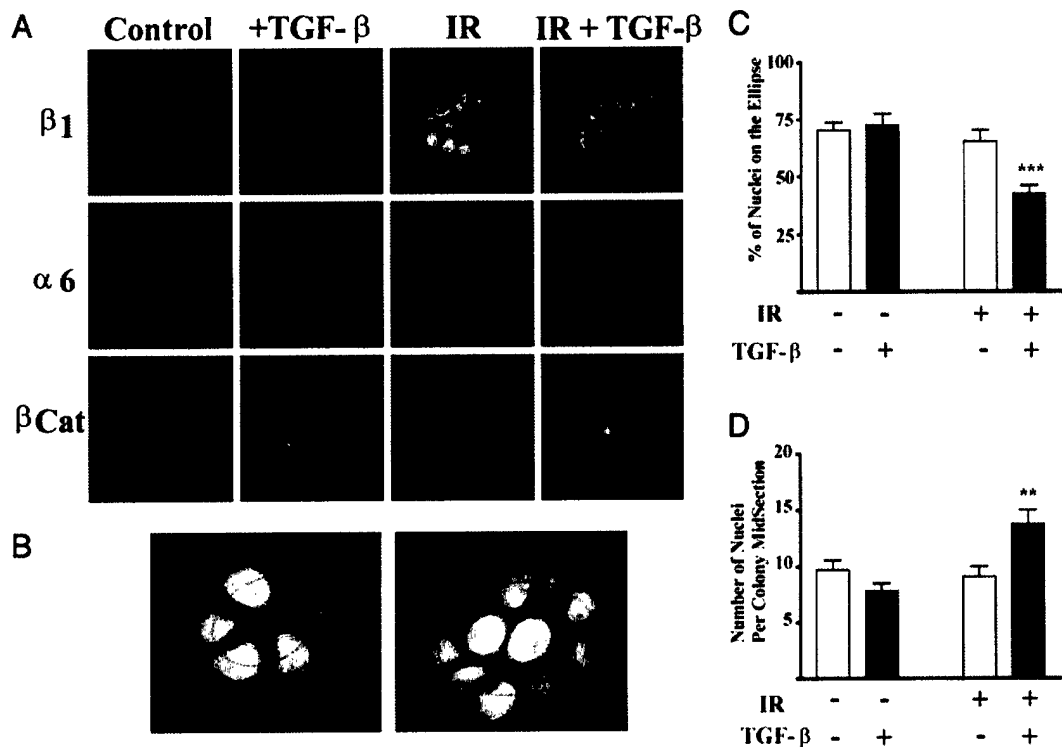 A
Control +TGF- β IR IR + TGF-β
β1
α 6
βCat
B
C
% of Nuclei on the Ellipse
100
75
50
25
***
IR - - + +
TGF-β - + - +
D
Number of Nuclei
Per Colony MidSection
20
15
10
5
**
IR - - + +
TGF-β - + - +